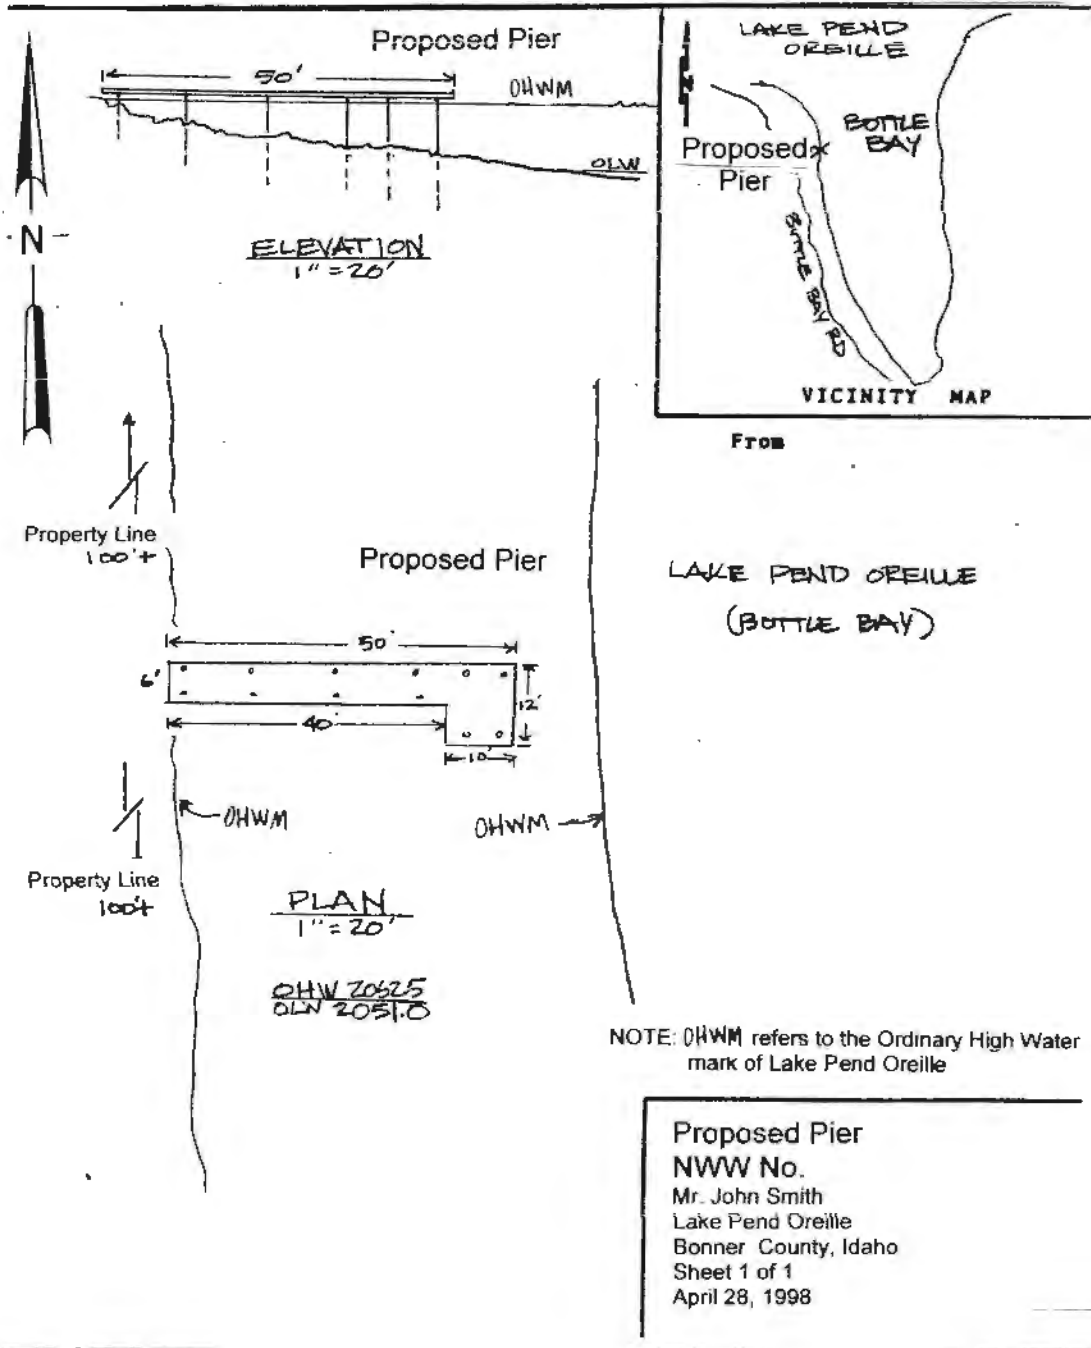 Proposed Pier
50'
OHWM
OLW
ELEVATION
1" = 20'
N
LAKE PEND
OREILLE
N
BOTTLE
BAY
Proposed
Pier
BOTTLE BAY RD
VICINITY MAP
From
Property Line
100'+
Proposed Pier
LAKE PEND OREILLE
(BOTTLE BAY)
50'
6'
12'
40'
10'
OHWM
OHWM
Property Line
100'+
PLAN
1" = 20'
OHW 2062.5
OLW 2051.0
NOTE: OHWM refers to the Ordinary High Water
mark of Lake Pend Oreille
Proposed Pier
NWW No.
Mr. John Smith
Lake Pend Oreille
Bonner County, Idaho
Sheet 1 of 1
April 28, 1998